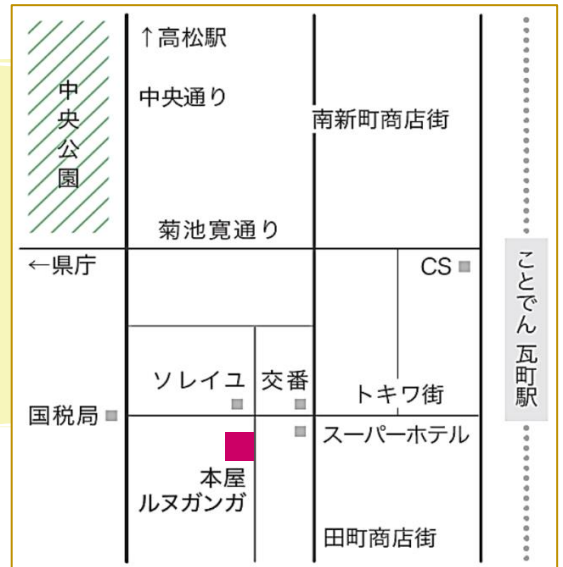 ↑高松駅
中央通り
南新町商店街
中央公園
菊池寛通り
←県庁
CS
ことでん 瓦町駅
ソレイユ
交番
トキワ街
国税局
スーパーホテル
本屋
ルヌガンガ
田町商店街